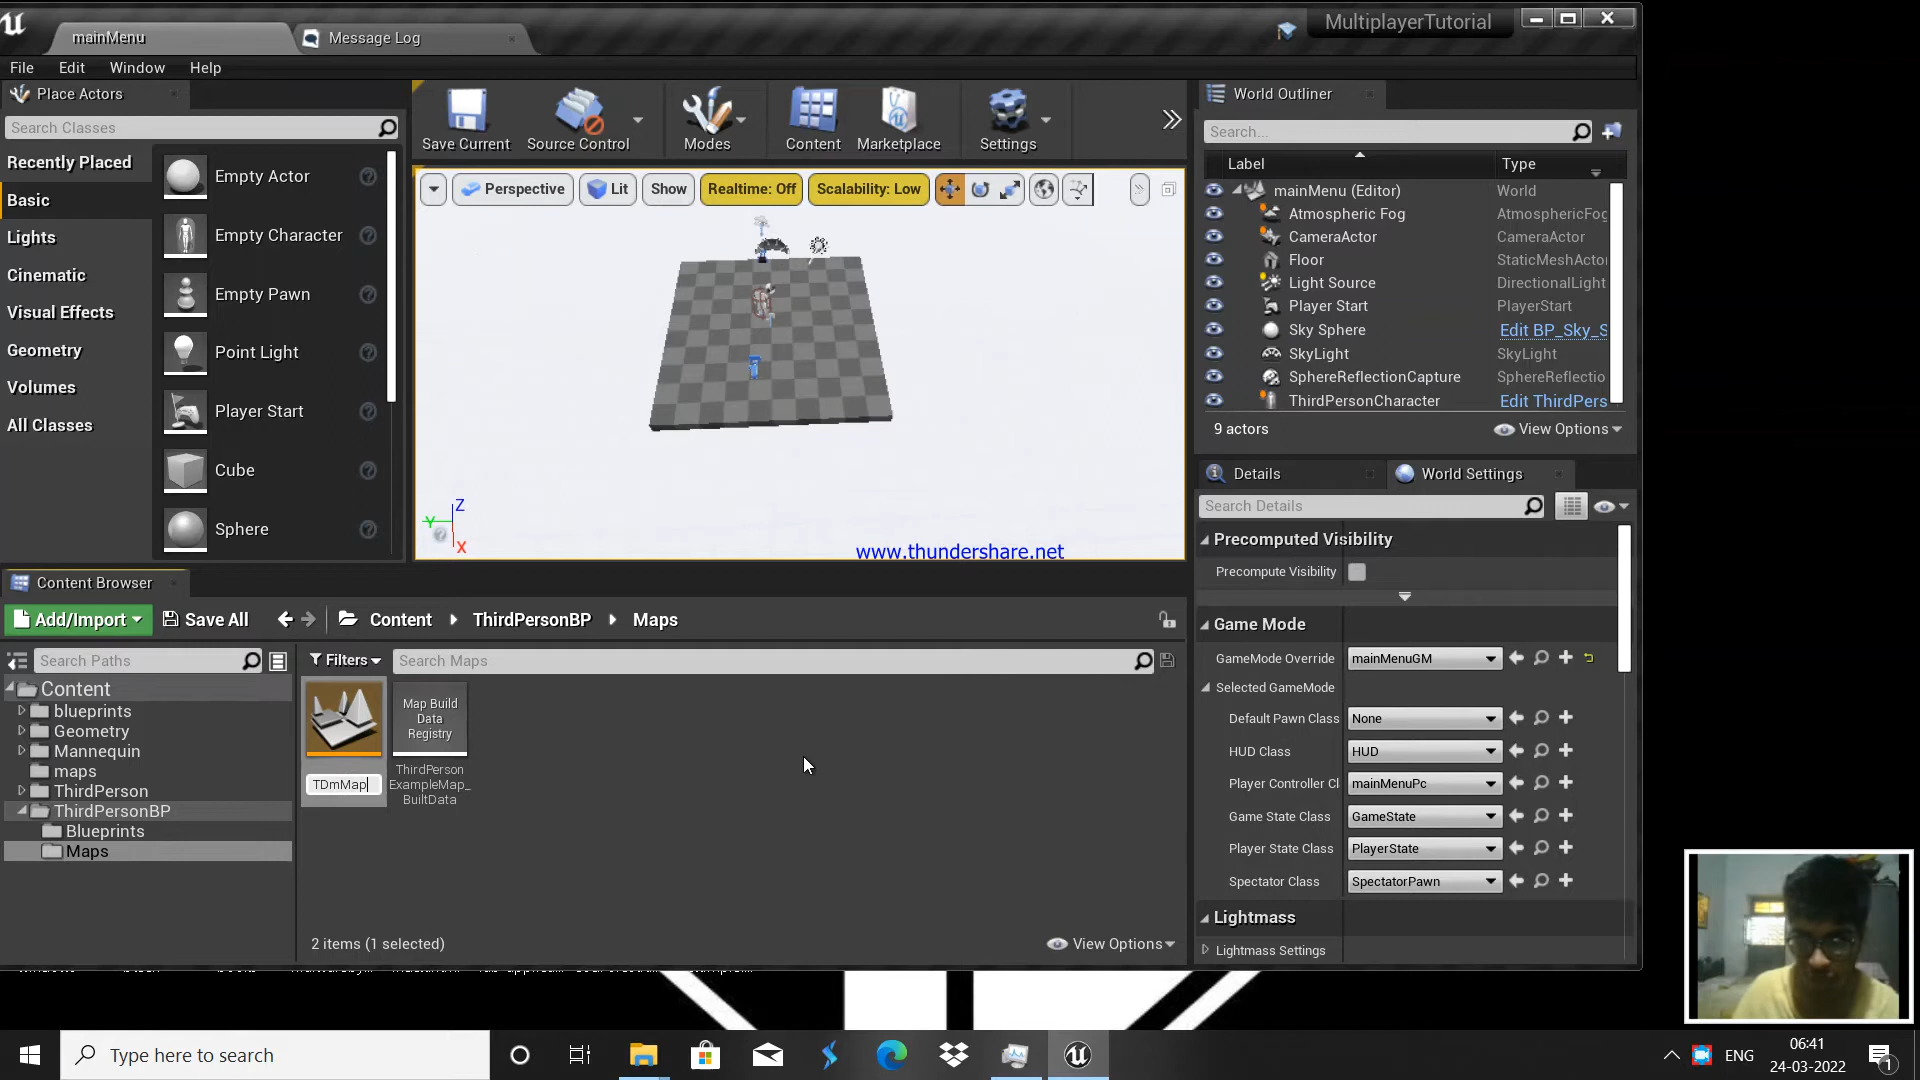 mainMenu
Message Log
MultiplayerTutorial
File Edit Window Help
Place Actors
Search Classes
Recently Placed
Basic
Lights
Cinematic
Visual Effects
Geometry
Volumes
All Classes
Empty Actor
Empty Character
Empty Pawn
Point Light
Player Start
Cube
Sphere
Save Current
Source Control
Modes
Content
Marketplace
Settings
Perspective
Lit
Show
Realtime: Off
Scalability: Low
Z
Y
X
www.thundershare.net
World Outliner
Search...
Label Type
mainMenu (Editor) World
Atmospheric Fog AtmosphericFog
CameraActor CameraActor
Floor StaticMeshActor
Light Source DirectionalLight
Player Start PlayerStart
Sky Sphere Edit BP_Sky_S
SkyLight SkyLight
SphereReflectionCapture SphereReflectio
ThirdPersonCharacter Edit ThirdPers
9 actors
View Options
Details
World Settings
Search Details
Precomputed Visibility
Precompute Visibility
Game Mode
GameMode Override mainMenuGM
Selected GameMode
Default Pawn Class None
HUD Class HUD
Player Controller Cl mainMenuPc
Game State Class GameState
Player State Class PlayerState
Spectator Class SpectatorPawn
Lightmass
Lightmass Settings
Content Browser
Add/Import
Save All
Content
ThirdPersonBP
Maps
Search Paths
Filters
Search Maps
Content
blueprints
Geometry
Mannequin
maps
ThirdPerson
ThirdPersonBP
Blueprints
Maps
TDmMap
Map Build
Data
Registry
ThirdPerson
ExampleMap_
BuiltData
2 items (1 selected)
View Options
Type here to search
ENG
06:41
24-03-2022
1